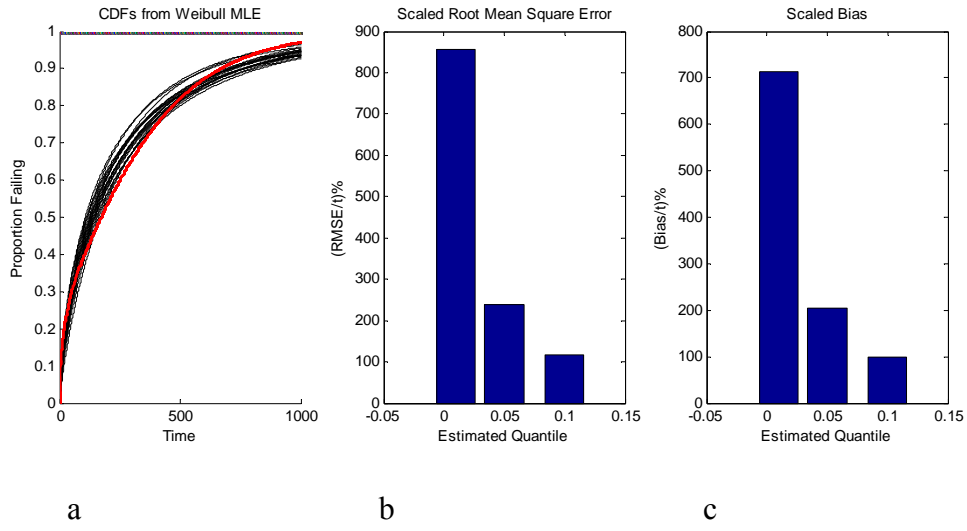 CDFs from Weibull MLE
1
0.9
0.8
0.7
0.6
0.5
0.4
0.3
0.2
0.1
0
Proportion Failing
0 500 1000
Time
Scaled Root Mean Square Error
900
800
700
600
500
400
300
200
100
0
(RMSE/t)%
-0.05 0 0.05 0.1 0.15
Estimated Quantile
Scaled Bias
800
700
600
500
400
300
200
100
0
(Bias/t)%
-0.05 0 0.05 0.1 0.15
Estimated Quantile
a b c